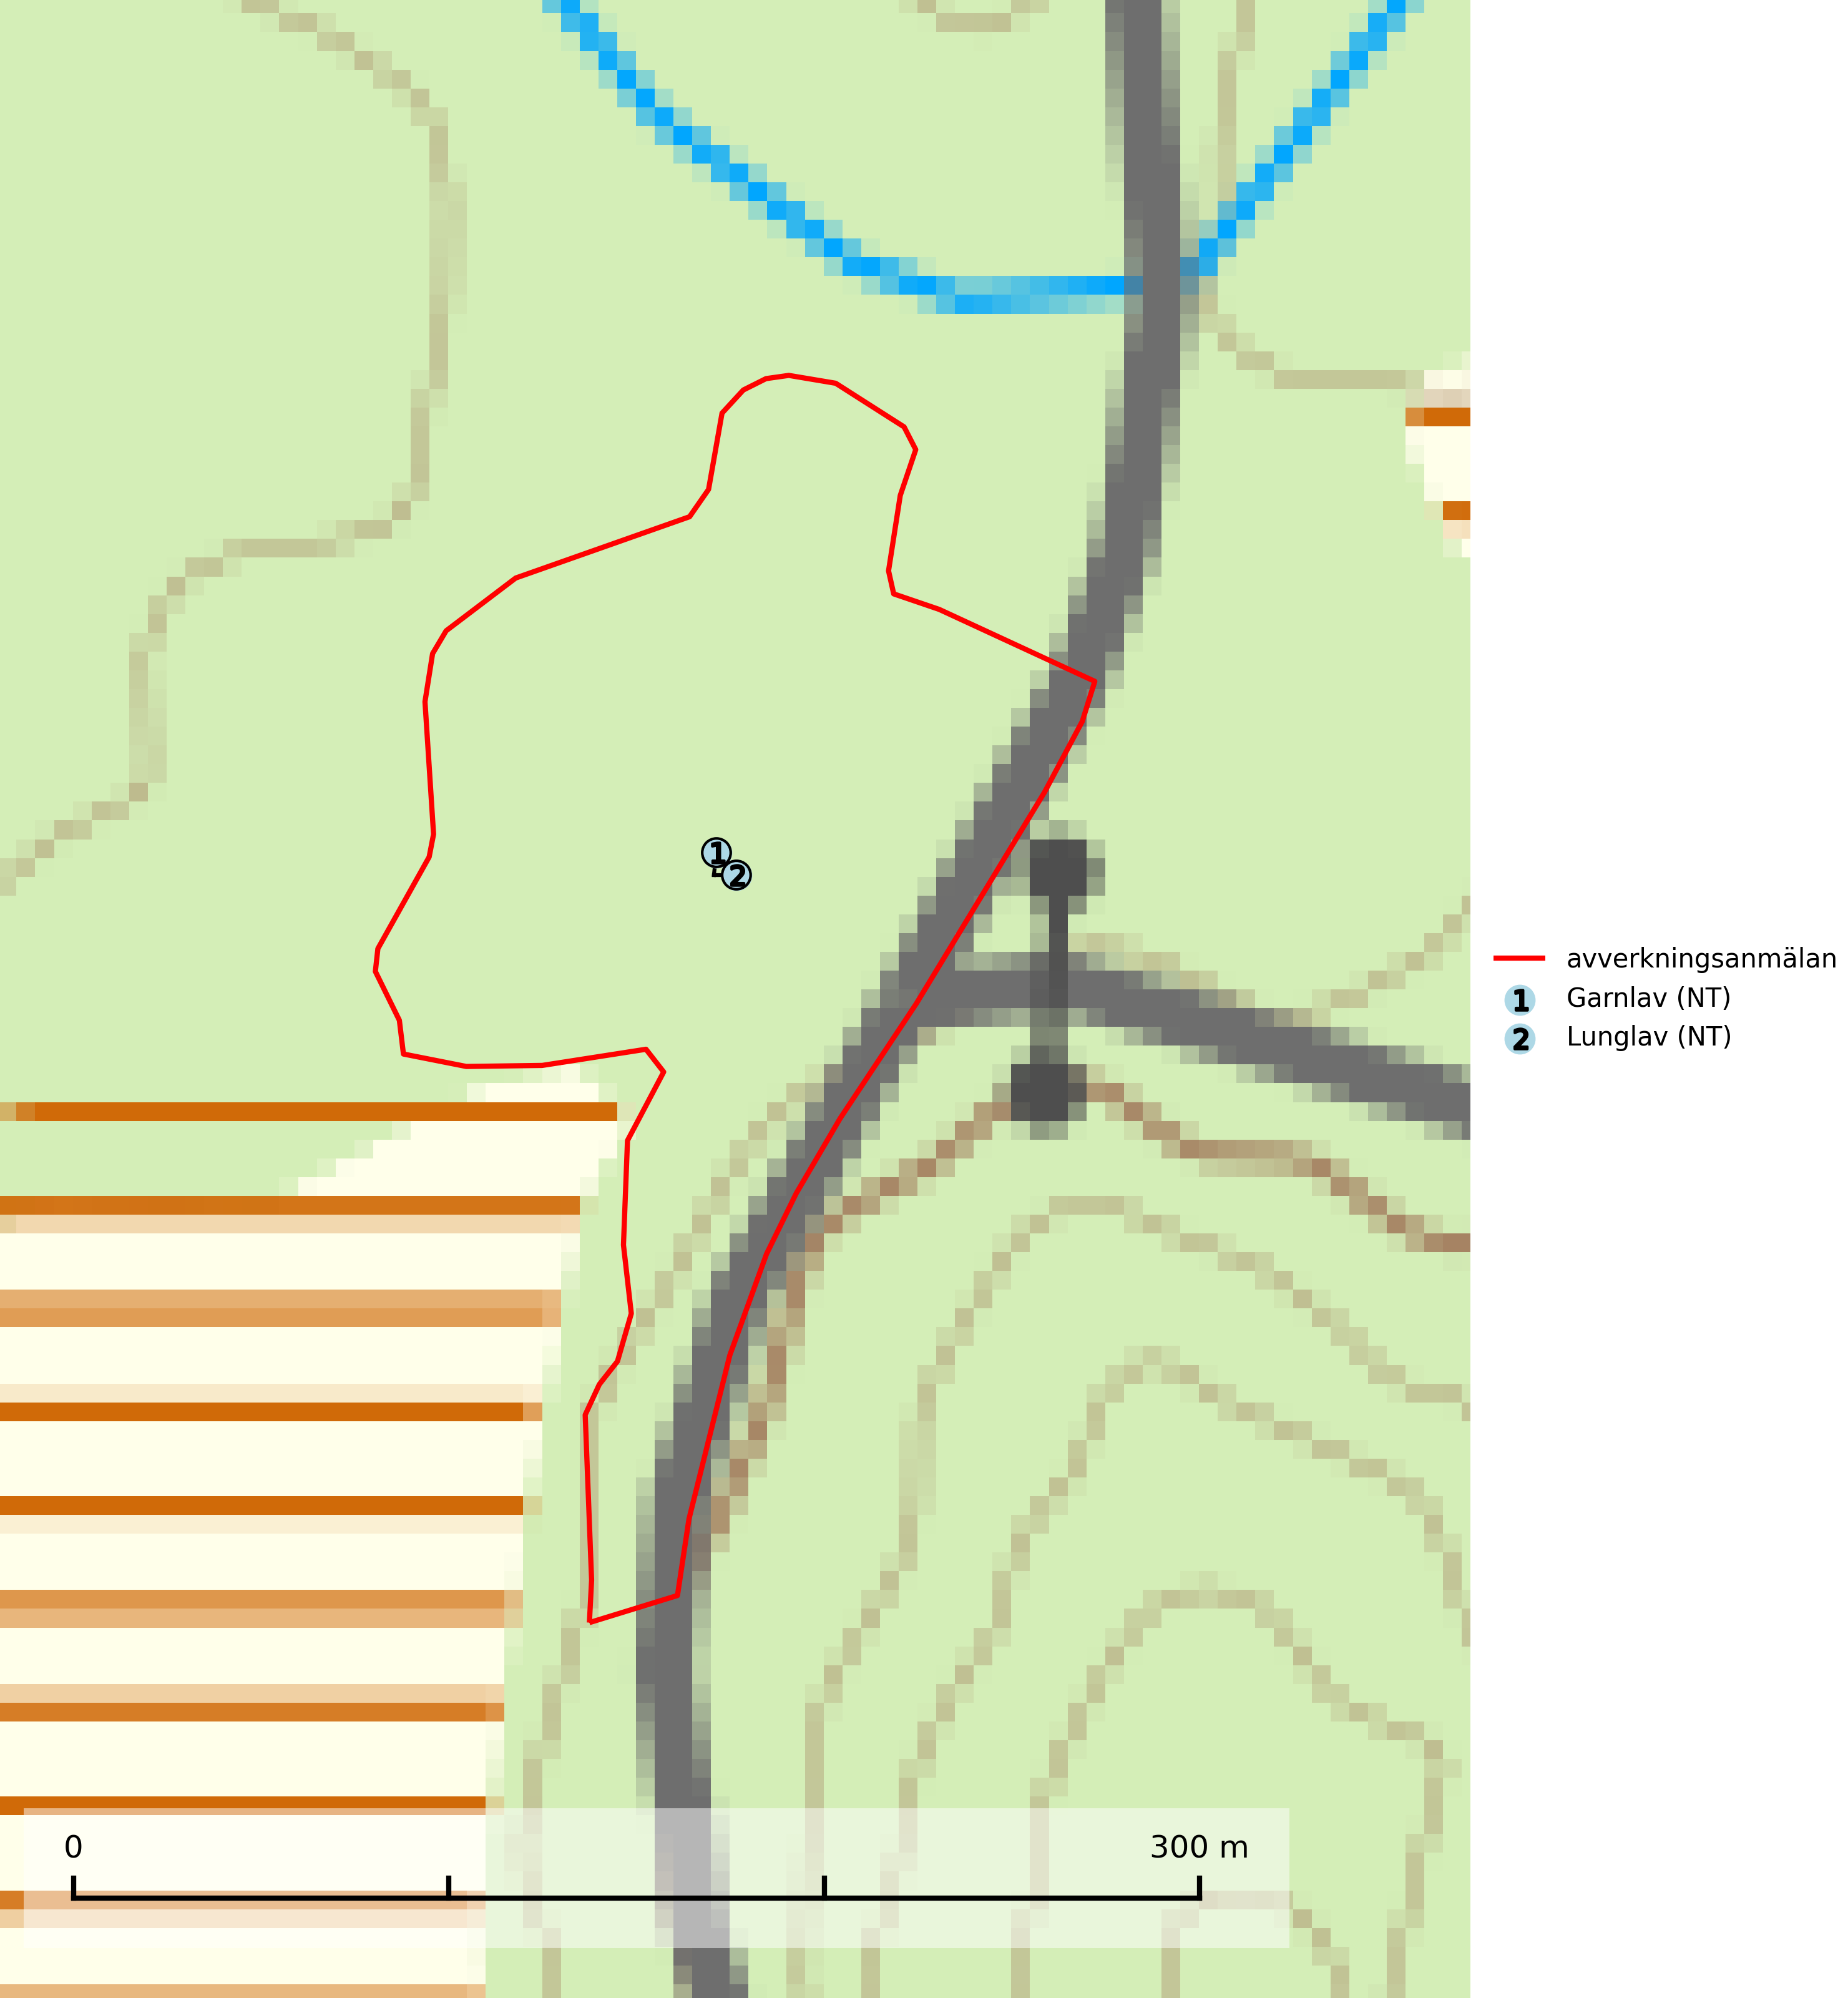 1
2
avverkningsanmälan
1 Garnlav (NT)
2 Lunglav (NT)
0 300 m